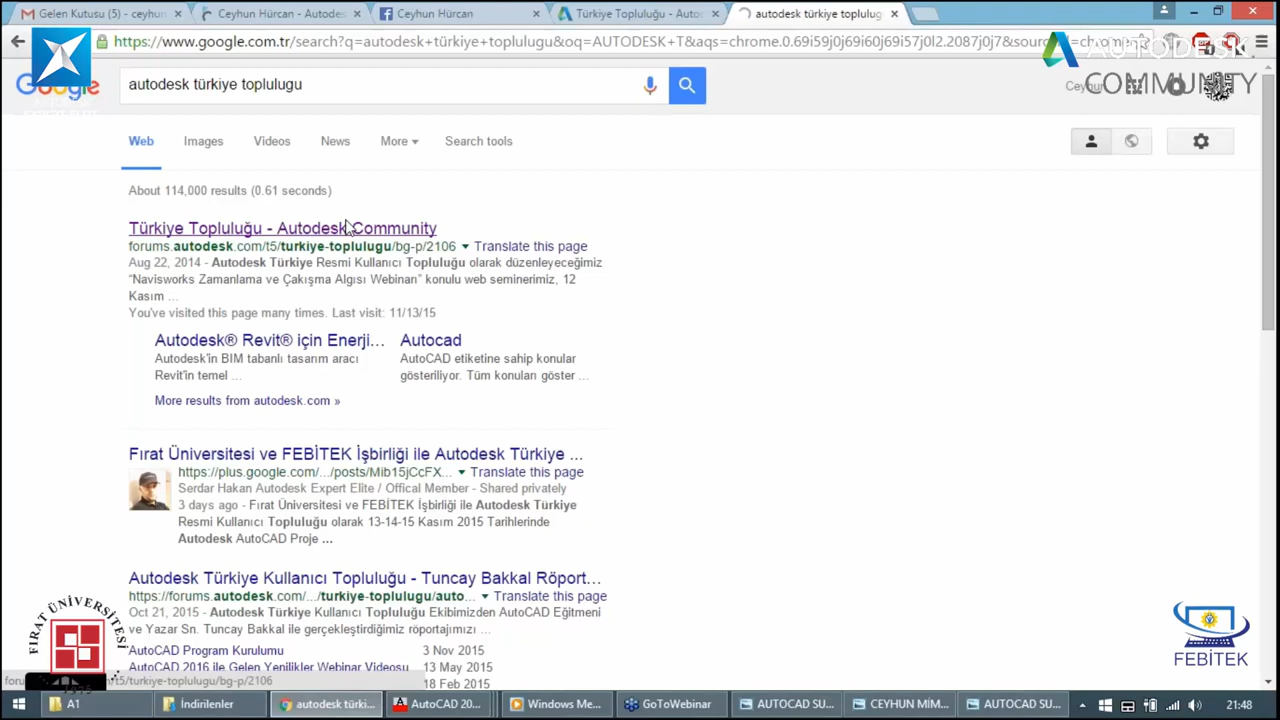 Gelen Kutusu (5) - ceyhun
Ceyhun Hürcan - Autodes
Ceyhun Hürcan
Türkiye Topluluğu - Autod
autodesk türkiye toplulug
https://www.google.com.tr/search?q=autodesk+türkiye+toplulugu&oq=AUTODESK+T&aqs=chrome.0.69i59j0j69i60j69i57j0l2.2087j0j7&sourc
AUTODESK
COMMUNITY
autodesk türkiye toplulugu
Ceyhun
Web
Images
Videos
News
More
Search tools
About 114,000 results (0.61 seconds)
Türkiye Topluluğu - Autodesk Community
forums.autodesk.com/t5/turkiye-toplulugu/bg-p/2106 Translate this page
Aug 22, 2014 - Autodesk Türkiye Resmi Kullanıcı Topluluğu olarak düzenleyeceğimiz
“Navisworks Zamanlama ve Çakışma Algısı Webinarı” konulu web seminerimiz, 12
Kasım ...
You've visited this page many times. Last visit: 11/13/15
Autodesk® Revit® için Enerji... Autocad
Autodesk'in BIM tabanlı tasarım aracı AutoCAD etiketine sahip konular
Revit'in temel ... gösteriliyor. Tüm konuları göster ...
More results from autodesk.com »
Fırat Üniversitesi ve FEBİTEK İşbirliği ile Autodesk Türkiye ...
https://plus.google.com/.../posts/Mib15jCcFX... Translate this page
Serdar Hakan Autodesk Expert Elite / Offical Member - Shared privately
3 days ago - Fırat Üniversitesi ve FEBİTEK İşbirliği ile Autodesk Türkiye
Resmi Kullanıcı Topluluğu olarak 13-14-15 Kasım 2015 Tarihlerinde
Autodesk AutoCAD Proje ...
Autodesk Türkiye Kullanıcı Topluluğu - Tuncay Bakkal Röport...
https://forums.autodesk.com/.../turkiye-toplulugu/auto... Translate this page
Oct 21, 2015 - Autodesk Türkiye Kullanıcı Topluluğu Ekibimizden AutoCAD Eğitmeni
ve Yazar Sn. Tuncay Bakkal ile gerçekleştirdiğimiz röportajımızı ...
AutoCAD Program Kurulumu 3 Nov 2015
AutoCAD 2016 ile Gelen Yenilikler Webinar Videosu 13 May 2015
18 Feb 2015
t5/turkiye-toplulugu/bg-p/2106
FIRAT ÜNİVERSİTESİ
1975
FEBİTEK
A1
İndirilenler
autodesk türki...
AutoCAD 20...
Windows Me...
GoToWebinar
AUTOCAD SU...
CEYHUN MİM...
AUTOCAD SU...
21:48